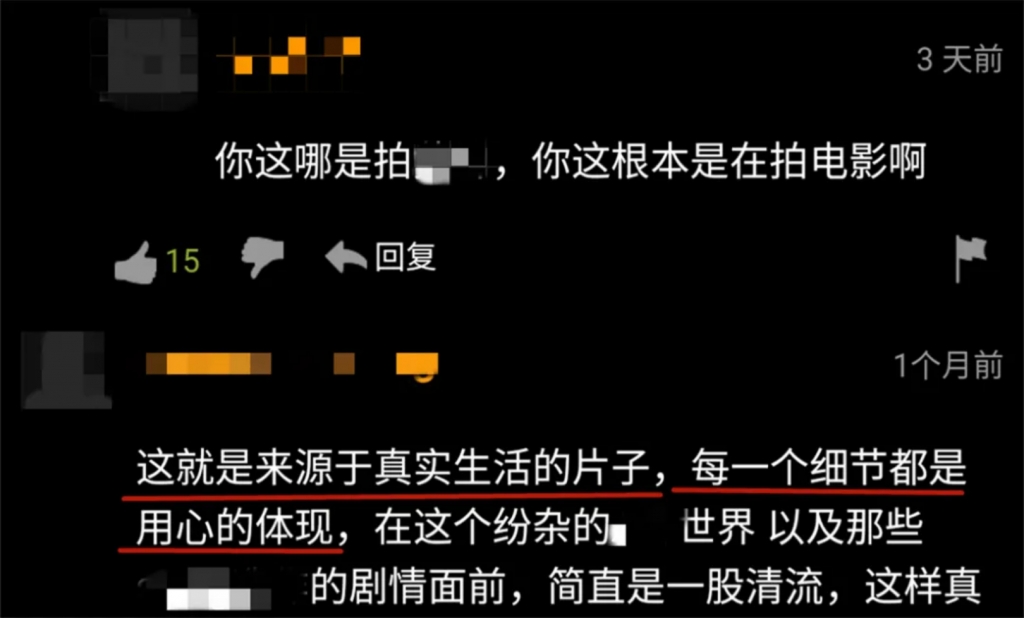 3 天前
你这哪是拍，你这根本是在拍电影啊
15 回复
1个月前
这就是来源于真实生活的片子，每一个细节都是
用心的体现，在这个纷杂的 世界 以及那些
的剧情面前，简直是一股清流，这样真